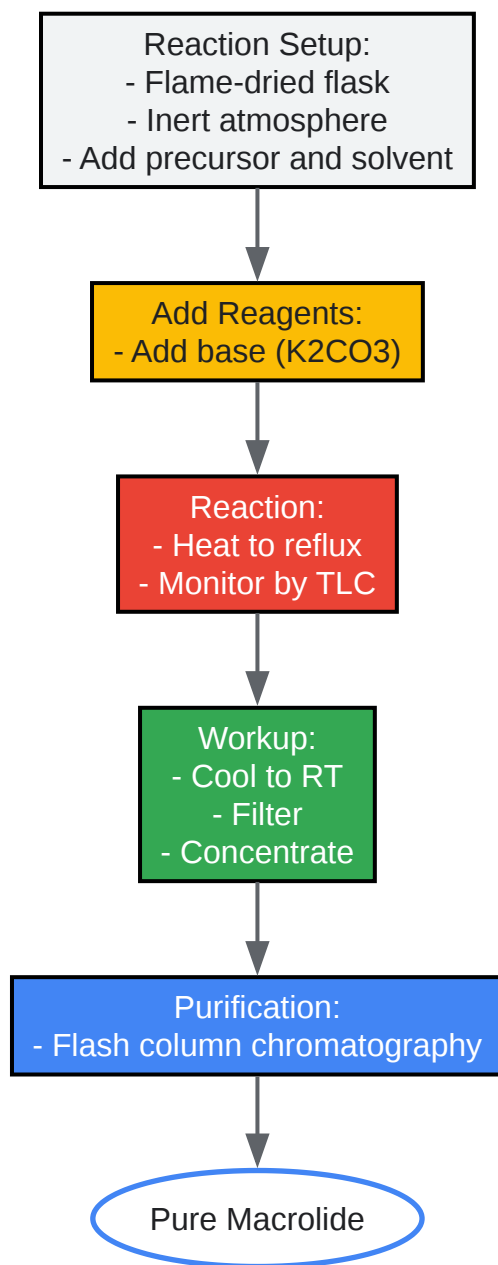 Reaction Setup:
- Flame-dried flask
- Inert atmosphere
- Add precursor and solvent
Add Reagents:
- Add base (K2CO3)
Reaction:
- Heat to reflux
- Monitor by TLC
Workup:
- Cool to RT
- Filter
- Concentrate
Purification:
- Flash column chromatography
Pure Macrolide